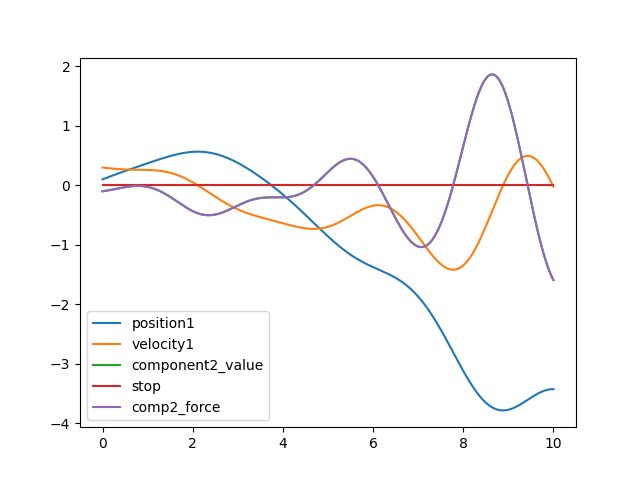 2
1
0
−1
−2
−3
−4
0 2 4 6 8 10
position1
velocity1
component2_value
stop
comp2_force